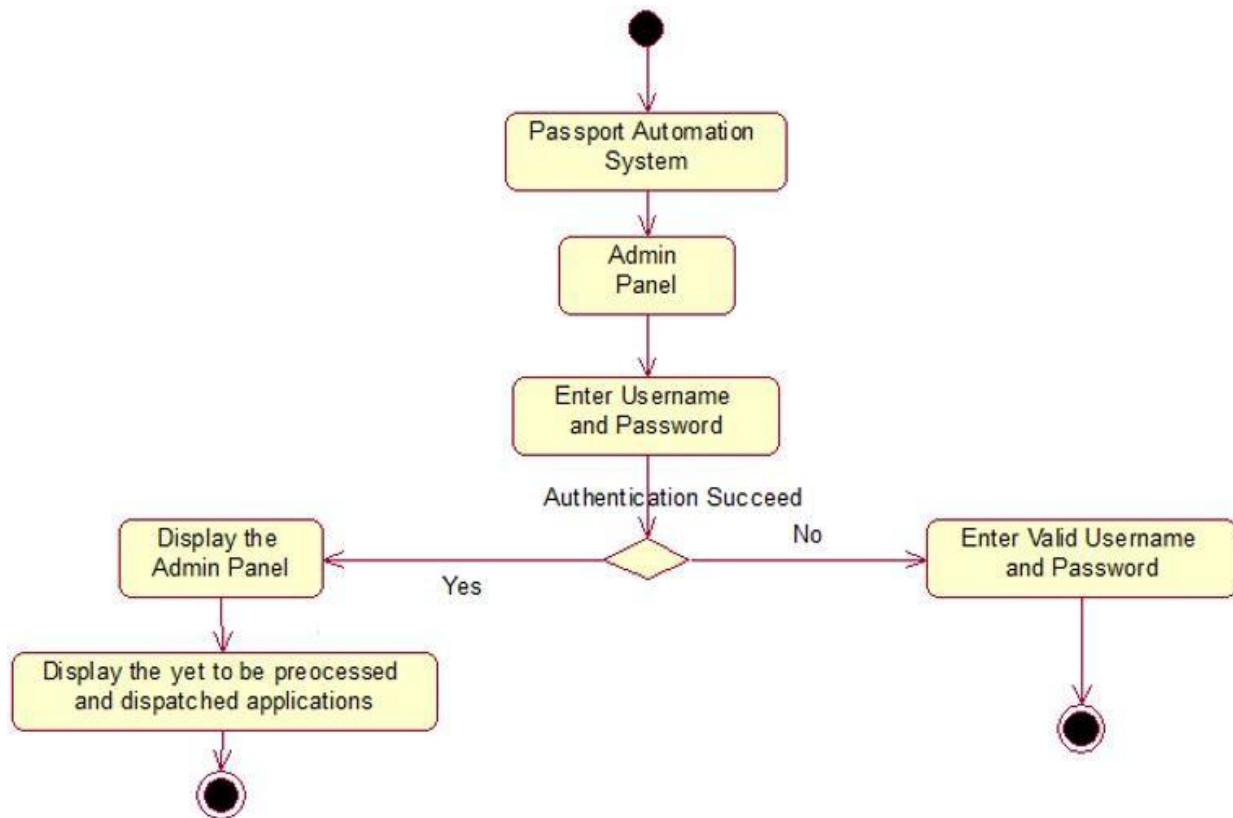 Passport Automation
System
Admin
Panel
Enter Username
and Password
Authentication Succeed
No
Yes
Display the
Admin Panel
Enter Valid Username
and Password
Display the yet to be preocessed
and dispatched applications